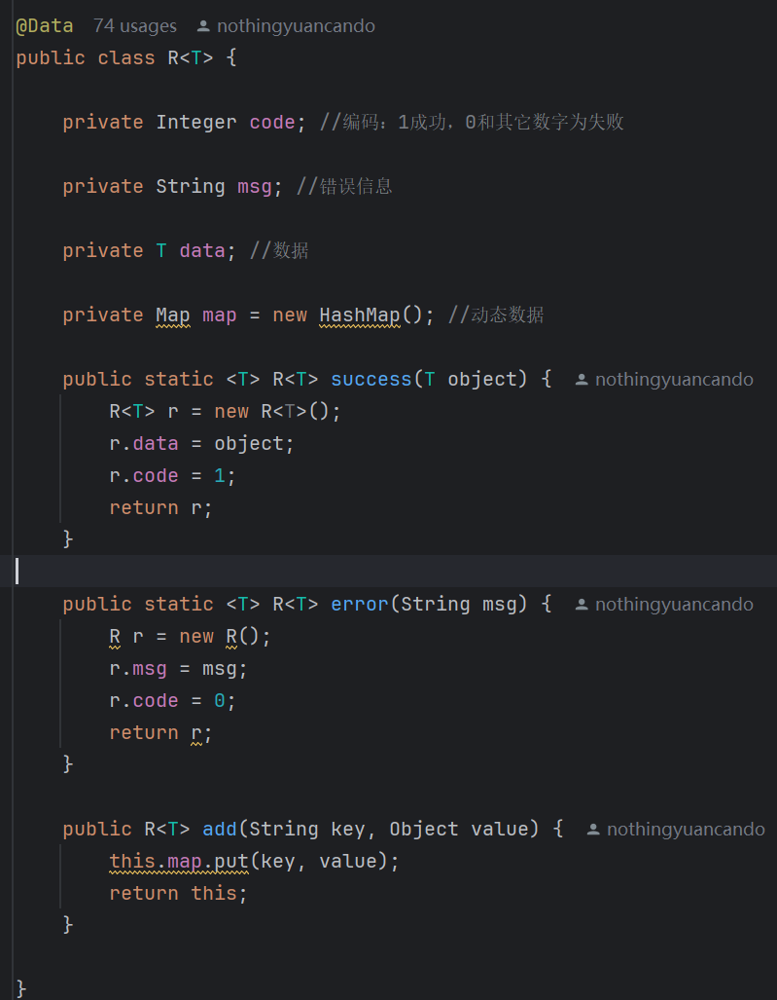 @Data 74 usages nothingyuancando
public class R<T> {
private Integer code; //编码：1成功，0和其它数字为失败
private String msg; //错误信息
private T data; //数据
private Map map = new HashMap(); //动态数据
public static <T> R<T> success(T object) { nothingyuancando
R<T> r = new R<T>();
r.data = object;
r.code = 1;
return r;
}
public static <T> R<T> error(String msg) { nothingyuancando
R r = new R();
r.msg = msg;
r.code = 0;
return r;
}
public R<T> add(String key, Object value) { nothingyuancando
this.map.put(key, value);
return this;
}
}